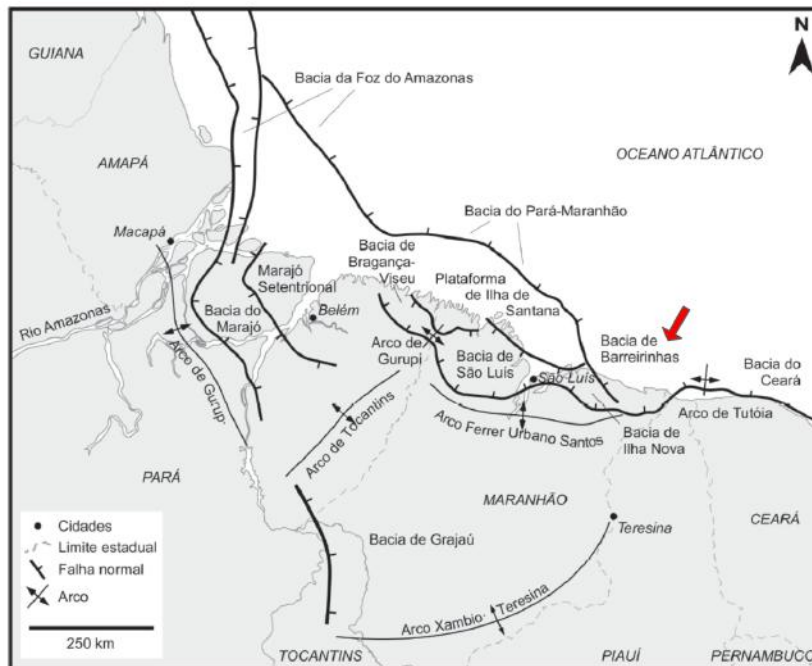 N
GUIANA
Bacia da Foz do Amazonas
OCEANO ATLÂNTICO
AMAPÁ
Bacia do Pará-Maranhão
Macapá
Bacia de
Bragança-
Viseu
Marajó
Setentrional
Plataforma
de Ilha de
Santana
Belém
Rio Amazonas
Bacia do
Marajó
Bacia de
Barreirinhas
Arco de
Gurupi
Bacia de
São Luís
São Luís
Bacia do
Ceará
Arco de Gurup
Arco de Tutóia
Arco de Tocantins
Arco Ferrer Urbano Santos
Bacia de
Ilha Nova
PARÁ
MARANHÃO
CEARÁ
Teresina
Cidades
Limite estadual
Falha normal
Arco
250 km
Bacia de Grajaú
Arco Xambio- Teresina
TOCANTINS
PIAUÍ
PERNAMBUCO